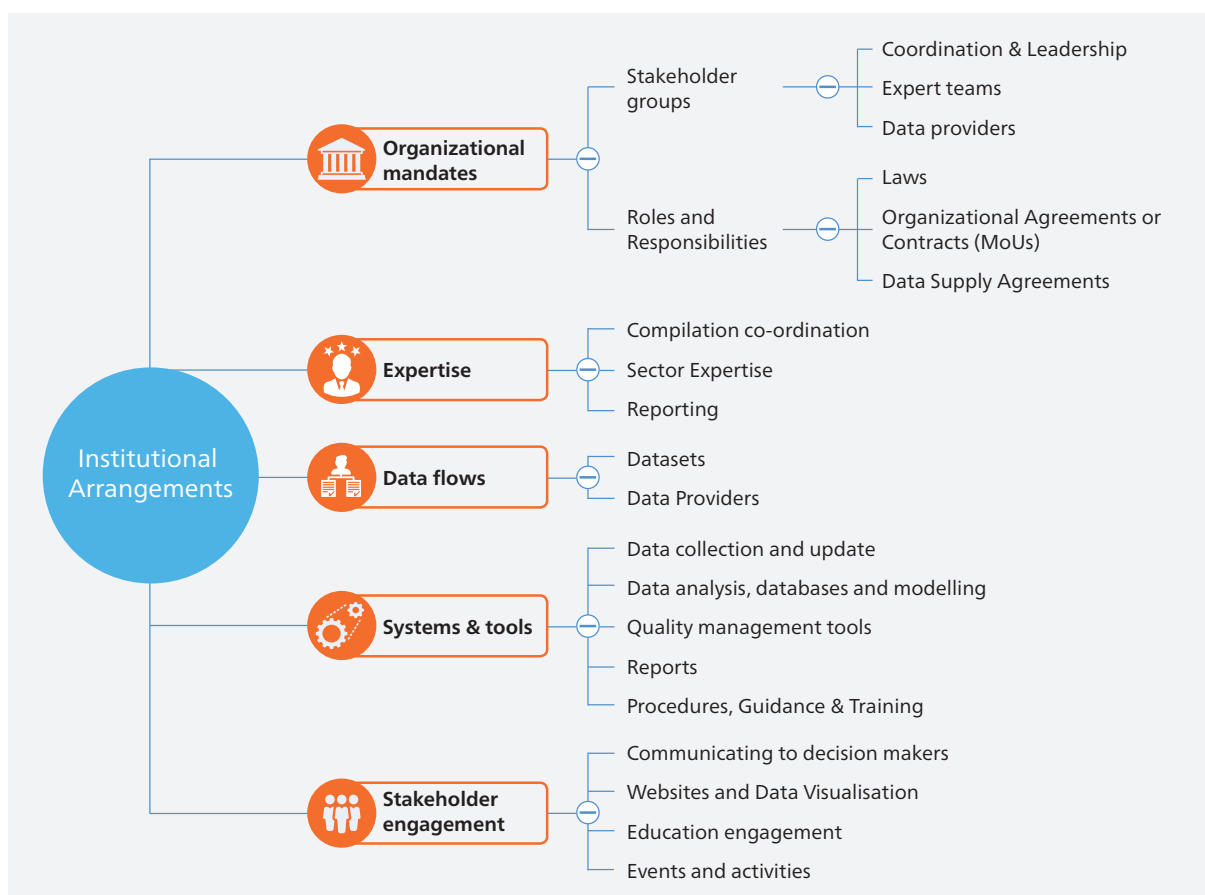 Institutional
Arrangements
Organizational
mandates
Stakeholder
groups
Coordination & Leadership
Expert teams
Data providers
Roles and
Responsibilities
Laws
Organizational Agreements or
Contracts (MoUs)
Data Supply Agreements
Expertise
Compilation co-ordination
Sector Expertise
Reporting
Data flows
Datasets
Data Providers
Systems & tools
Data collection and update
Data analysis, databases and modelling
Quality management tools
Reports
Procedures, Guidance & Training
Stakeholder
engagement
Communicating to decision makers
Websites and Data Visualisation
Education engagement
Events and activities